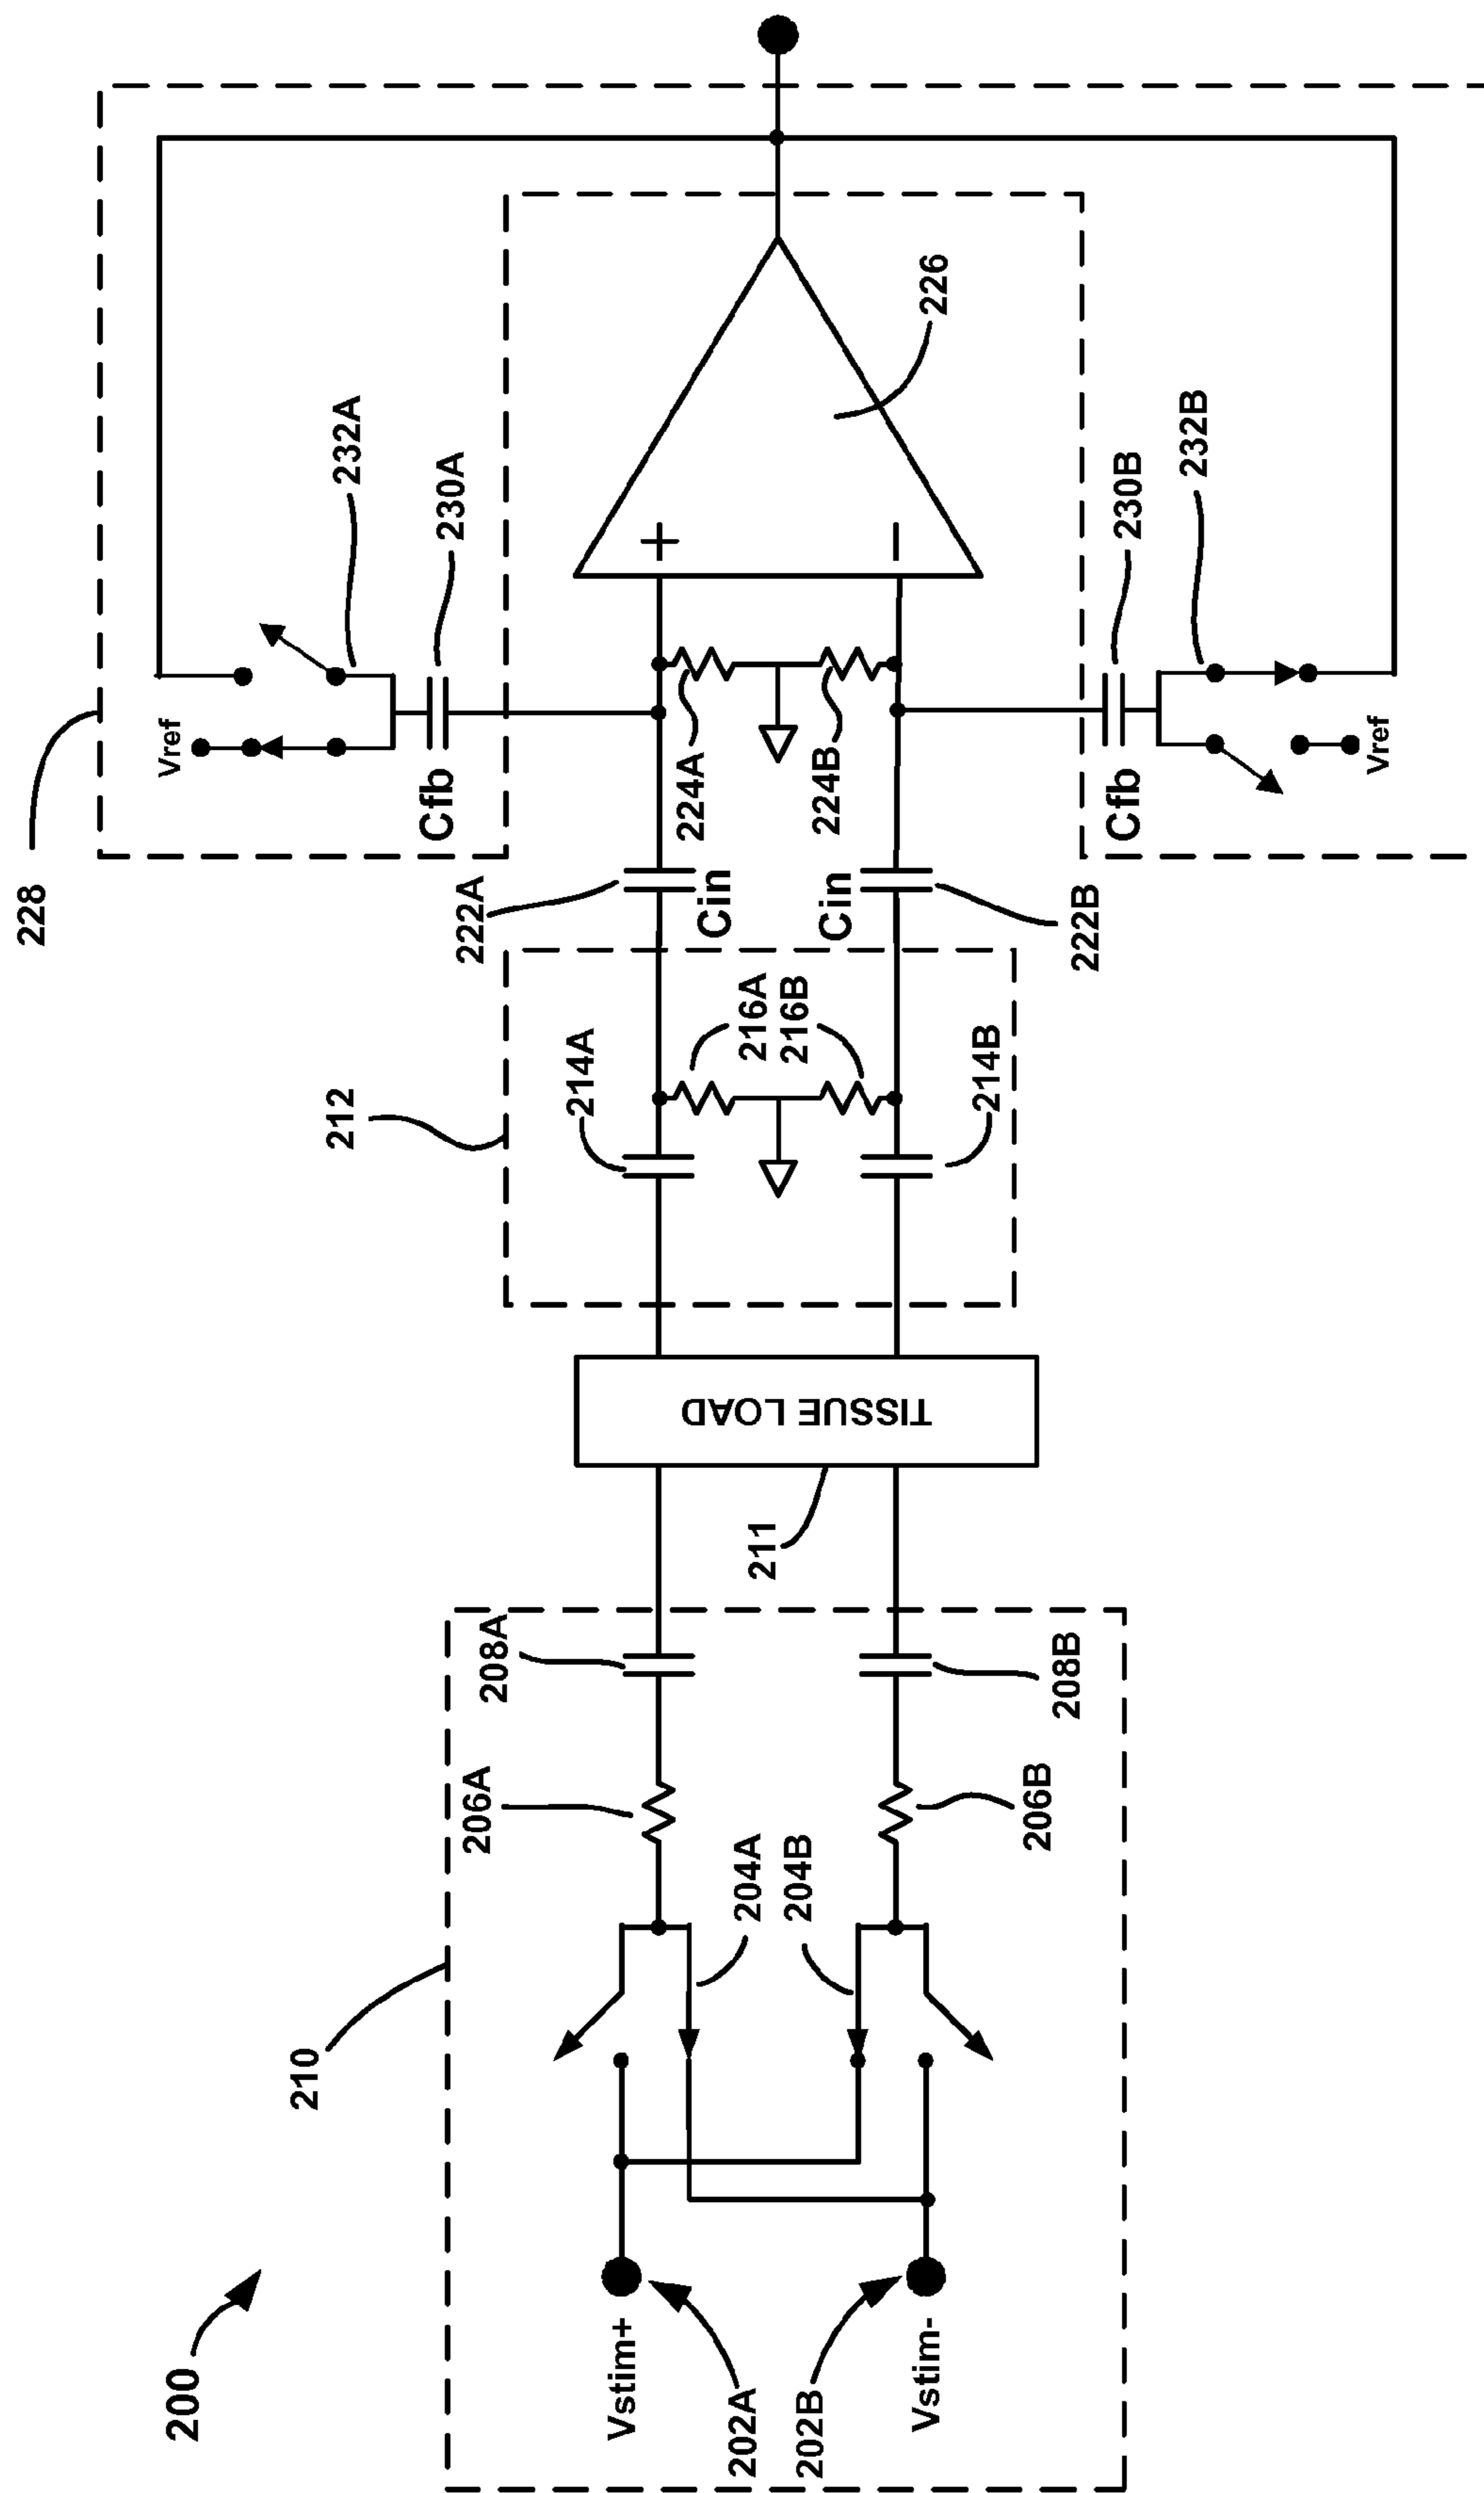 200
210
Vstim+
Vstim-
202A
202B
204A
204B
206A
206B
208A
208B
211
TISSUE LOAD
212
214A
214B
216A
216B
222A
Cin
Cin
222B
228
Vref
Cfb
232A
230A
224A
224B
226
Cfb
Vref
230B
232B